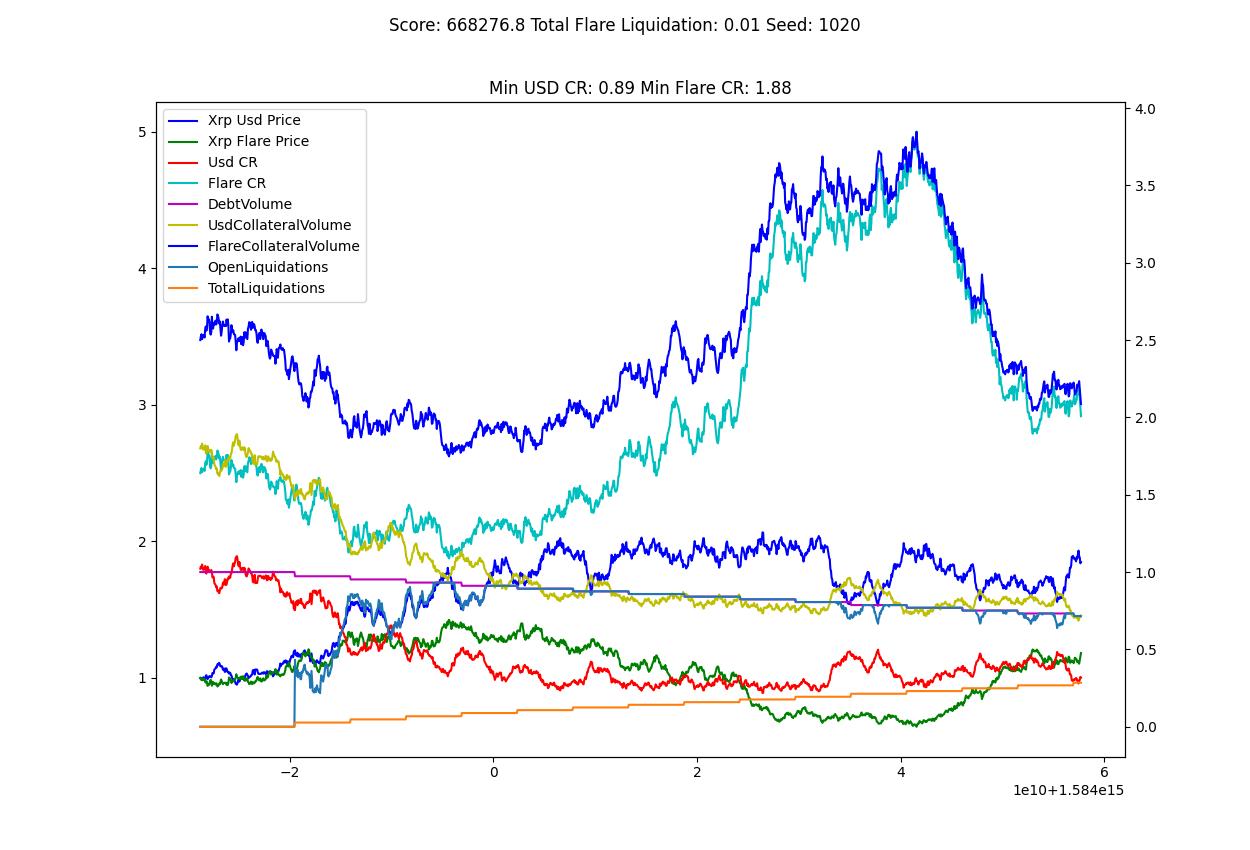 Score: 668276.8 Total Flare Liquidation: 0.01 Seed: 1020
Min USD CR: 0.89 Min Flare CR: 1.88
Xrp Usd Price
Xrp Flare Price
Usd CR
Flare CR
DebtVolume
UsdCollateralVolume
FlareCollateralVolume
OpenLiquidations
TotalLiquidations
5
4
3
2
1
4.0
3.5
3.0
2.5
2.0
1.5
1.0
0.5
0.0
−2 0 2 4 6
1e10+1.584e15